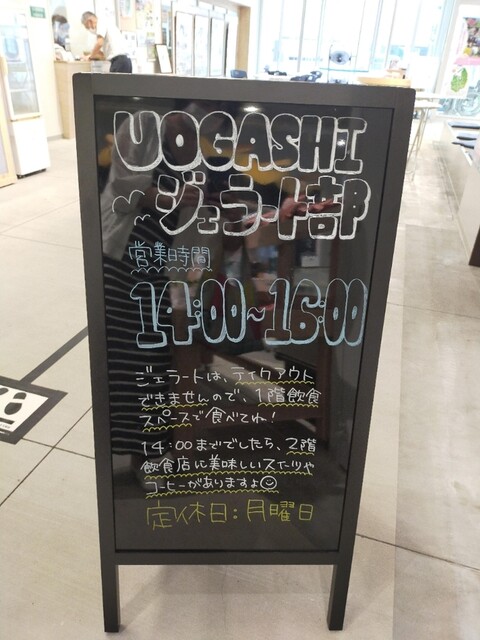 UOGASHI
ジェラート部
営業時間
14:00~16:00
ジェラートは、テイクアウト
できませんので、1階飲食
スペースで食べてね!
14:00まででしたら、2階
飲食店に美味しいスイーツや
コーヒーがありますよ☺
定休日:月曜日